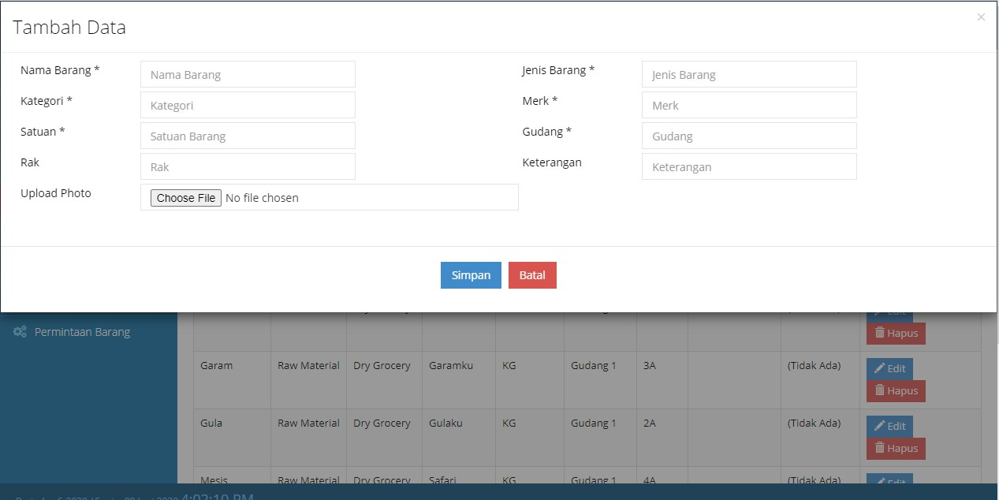 Tambah Data ×
Nama Barang * Nama Barang Jenis Barang * Jenis Barang
Kategori * Kategori Merk * Merk
Satuan * Satuan Barang Gudang * Gudang
Rak Rak Keterangan Keterangan
Upload Photo Choose File No file chosen
Simpan Batal
Edit
Permintaan Barang Hapus
Garam Raw Material Dry Grocery Garamku KG Gudang 1 3A (Tidak Ada) Edit
Hapus
Gula Raw Material Dry Grocery Gulaku KG Gudang 1 2A (Tidak Ada) Edit
Hapus
Mesis Raw Material Dry Grocery Safari KG Gudang 1 4A (Tidak Ada) Edit
4:02:10 PM